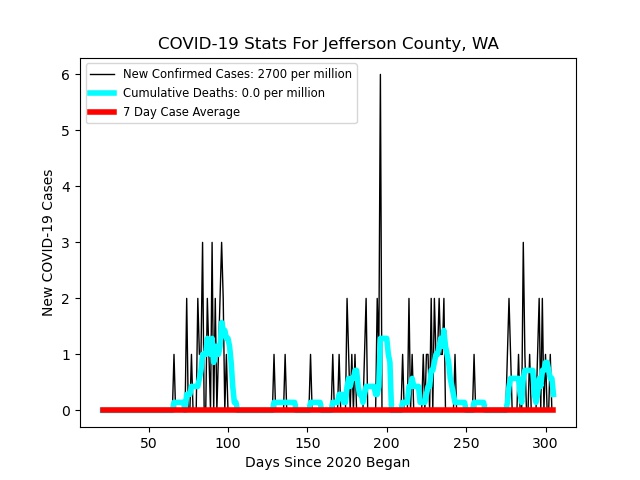 COVID-19 Stats For Jefferson County, WA
New Confirmed Cases: 2700 per million
Cumulative Deaths: 0.0 per million
7 Day Case Average
New COVID-19 Cases
6
5
4
3
2
1
0
50 100 150 200 250 300
Days Since 2020 Began